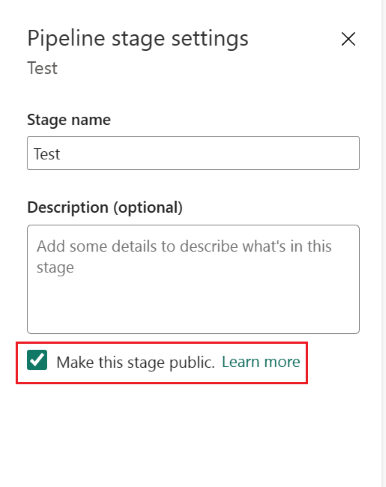 Pipeline stage settings
Test
Stage name
Test
Description (optional)
Add some details to describe what's in this
stage
Make this stage public. Learn more